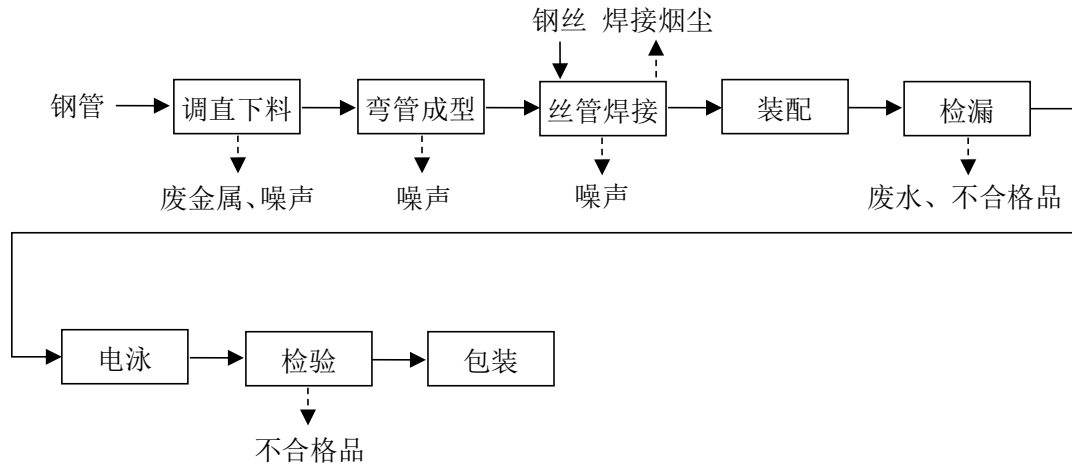 钢丝 焊接烟尘
钢管 调直下料 弯管成型 丝管焊接 装配 检漏
废金属、噪声 噪声 噪声 废水、不合格品
电泳 检验 包装
不合格品